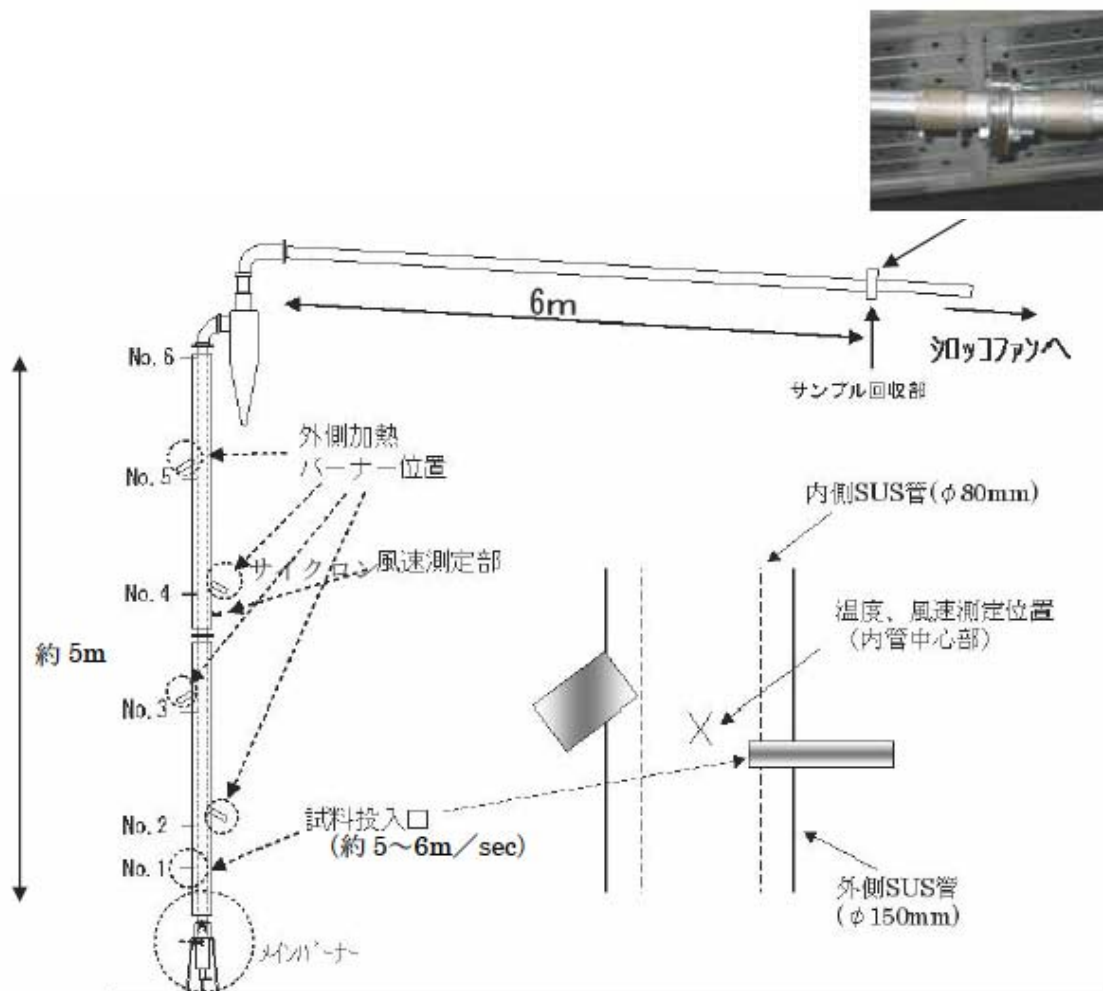 6m
シロッコファンへ
サンプル回収部
No. 6
外側加熱
バーナー位置
No. 5
内側SUS管(φ80mm)
サイクロン
風速測定部
No. 4
温度、風速測定位置
(内管中心部)
約 5m
No. 3
試料投入口
(約 5~6m/sec)
No. 2
No. 1
外側SUS管
(φ150mm)
メインバーナー